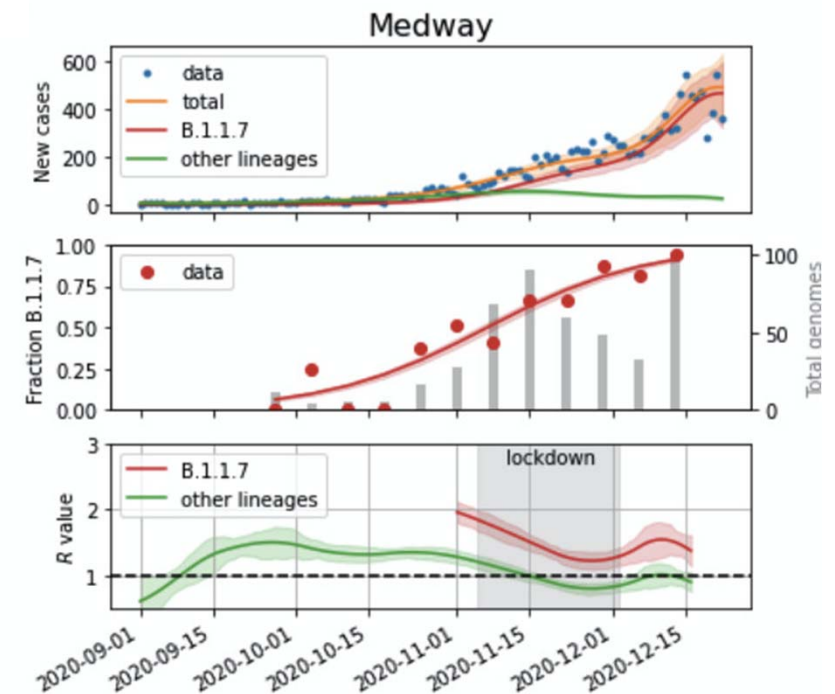 Medway
New cases
600
400
200
0
data
total
B.1.1.7
other lineages
Fraction B.1.1.7
1.00
0.75
0.50
0.25
0.00
data
100
50
0
Total genomes
R value
3
2
1
B.1.1.7
other lineages
lockdown
2020-09-01
2020-09-15
2020-10-01
2020-10-15
2020-11-01
2020-11-15
2020-12-01
2020-12-15